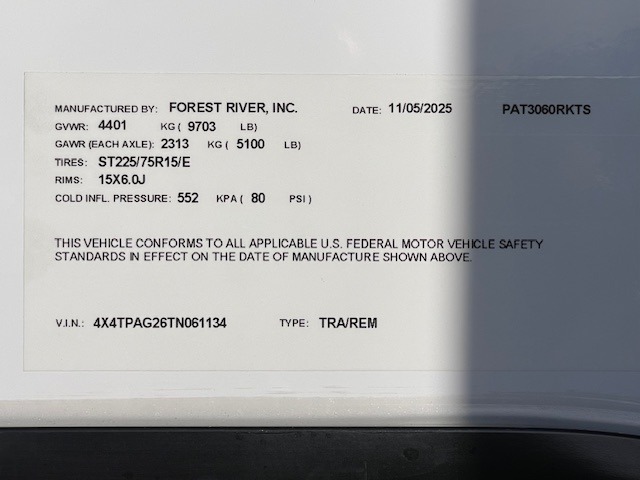 MANUFACTURED BY: FOREST RIVER, INC. DATE: 11/05/2025 PAT3060RKTS
GVWR: 4401 KG ( 9703 LB)
GAWR (EACH AXLE): 2313 KG ( 5100 LB)
TIRES: ST225/75R15/E
RIMS: 15X6.0J
COLD INFL. PRESSURE: 552 KPA ( 80 PSI )
THIS VEHICLE CONFORMS TO ALL APPLICABLE U.S. FEDERAL MOTOR VEHICLE SAFETY
STANDARDS IN EFFECT ON THE DATE OF MANUFACTURE SHOWN ABOVE.
V.I.N.: 4X4TPAG26TN061134 TYPE: TRA/REM